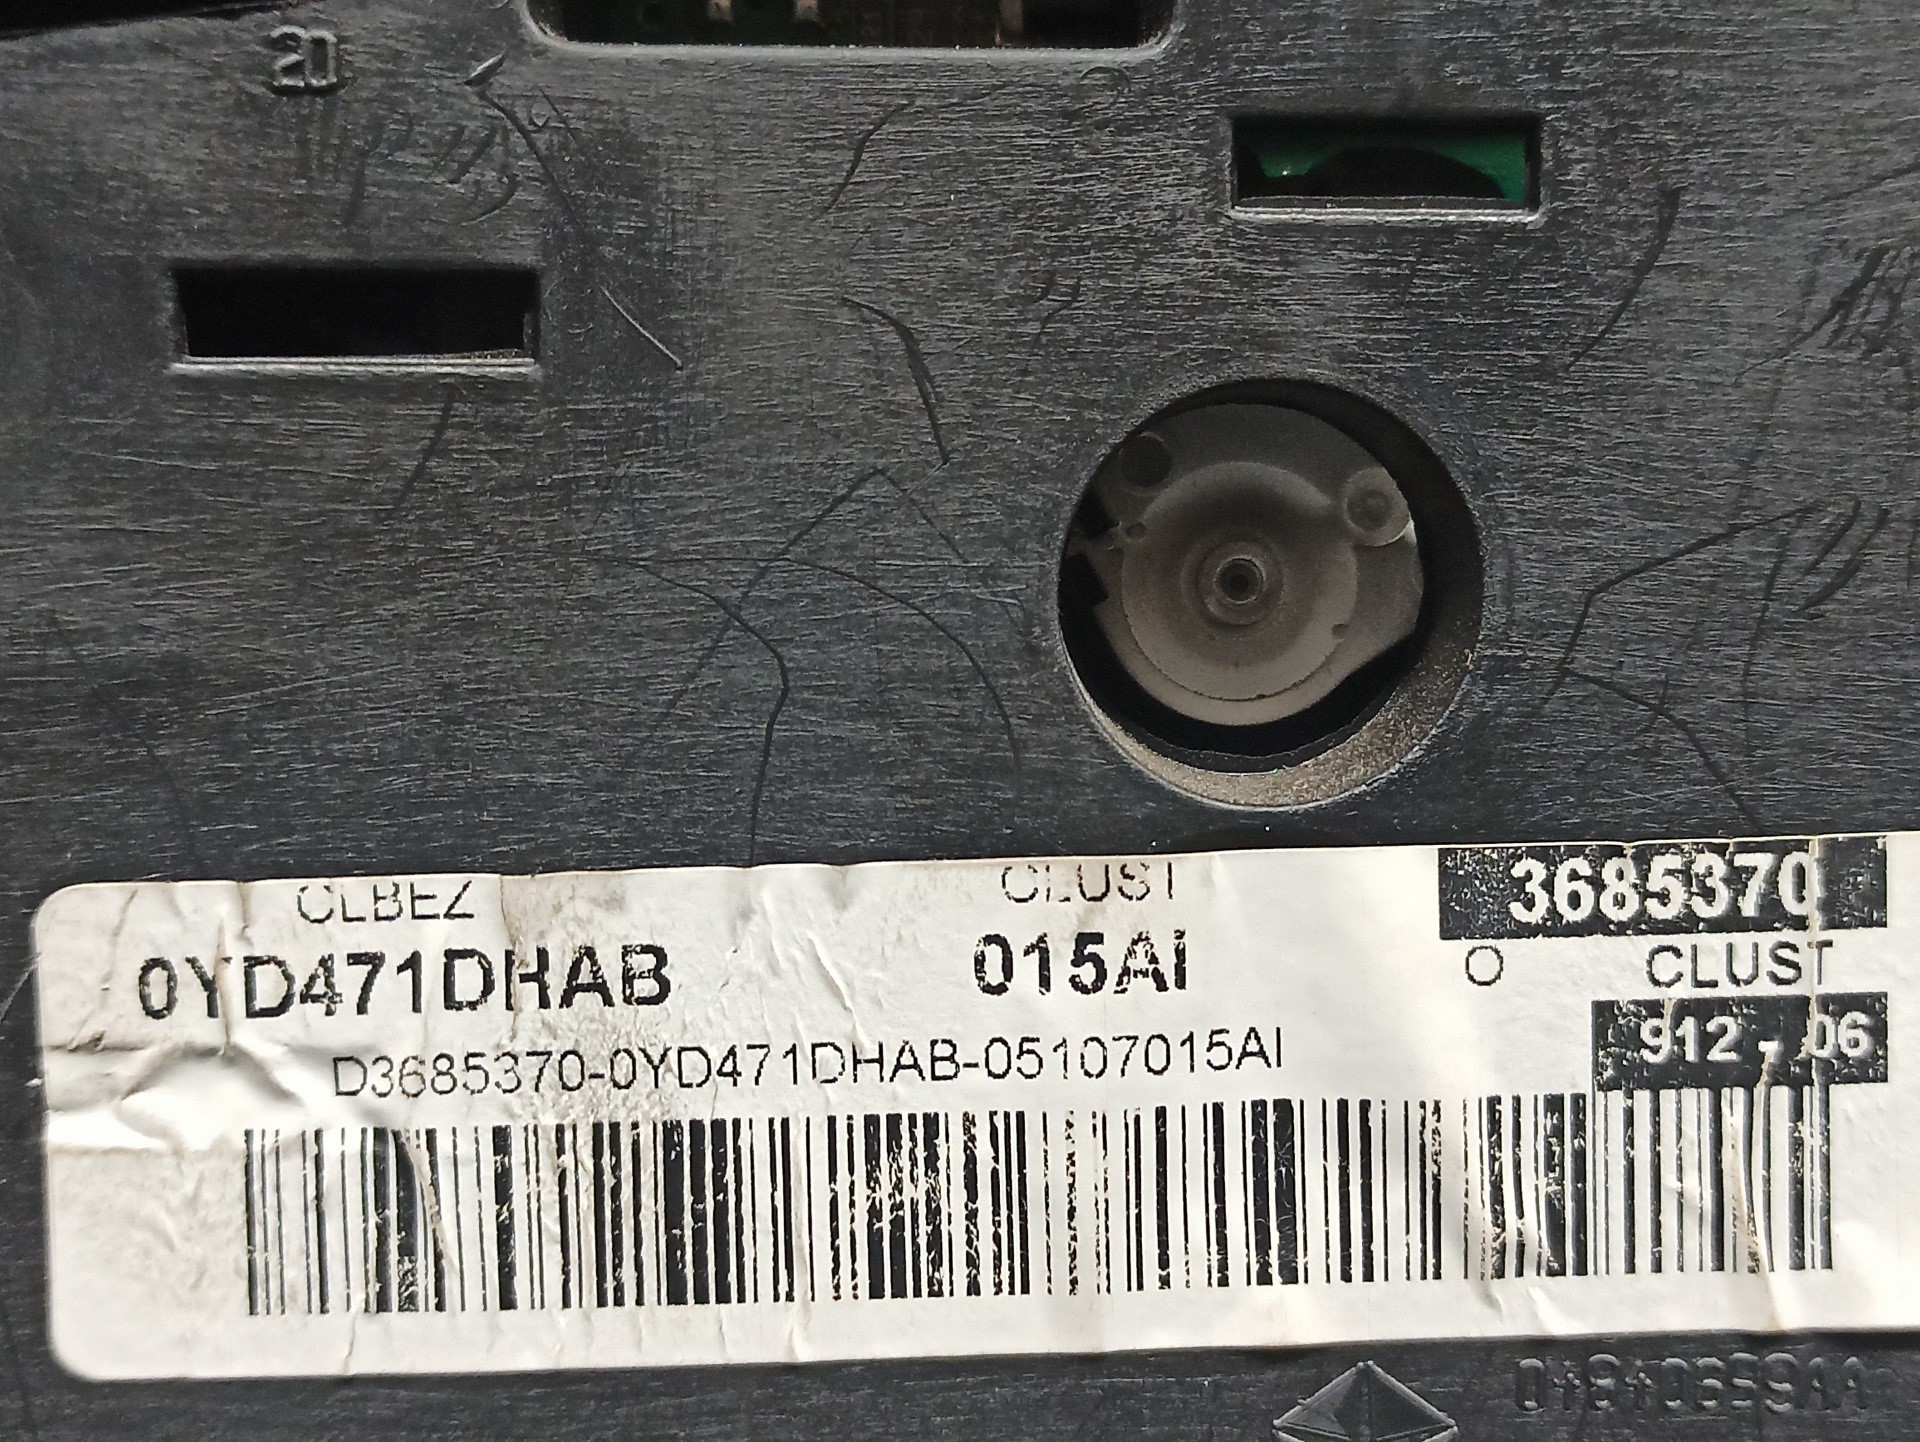 20
CLBEZ CLUST 3685370
0YD471DHAB 015AI O CLUST
912-06
D3685370-0YD471DHAB-05107015AI